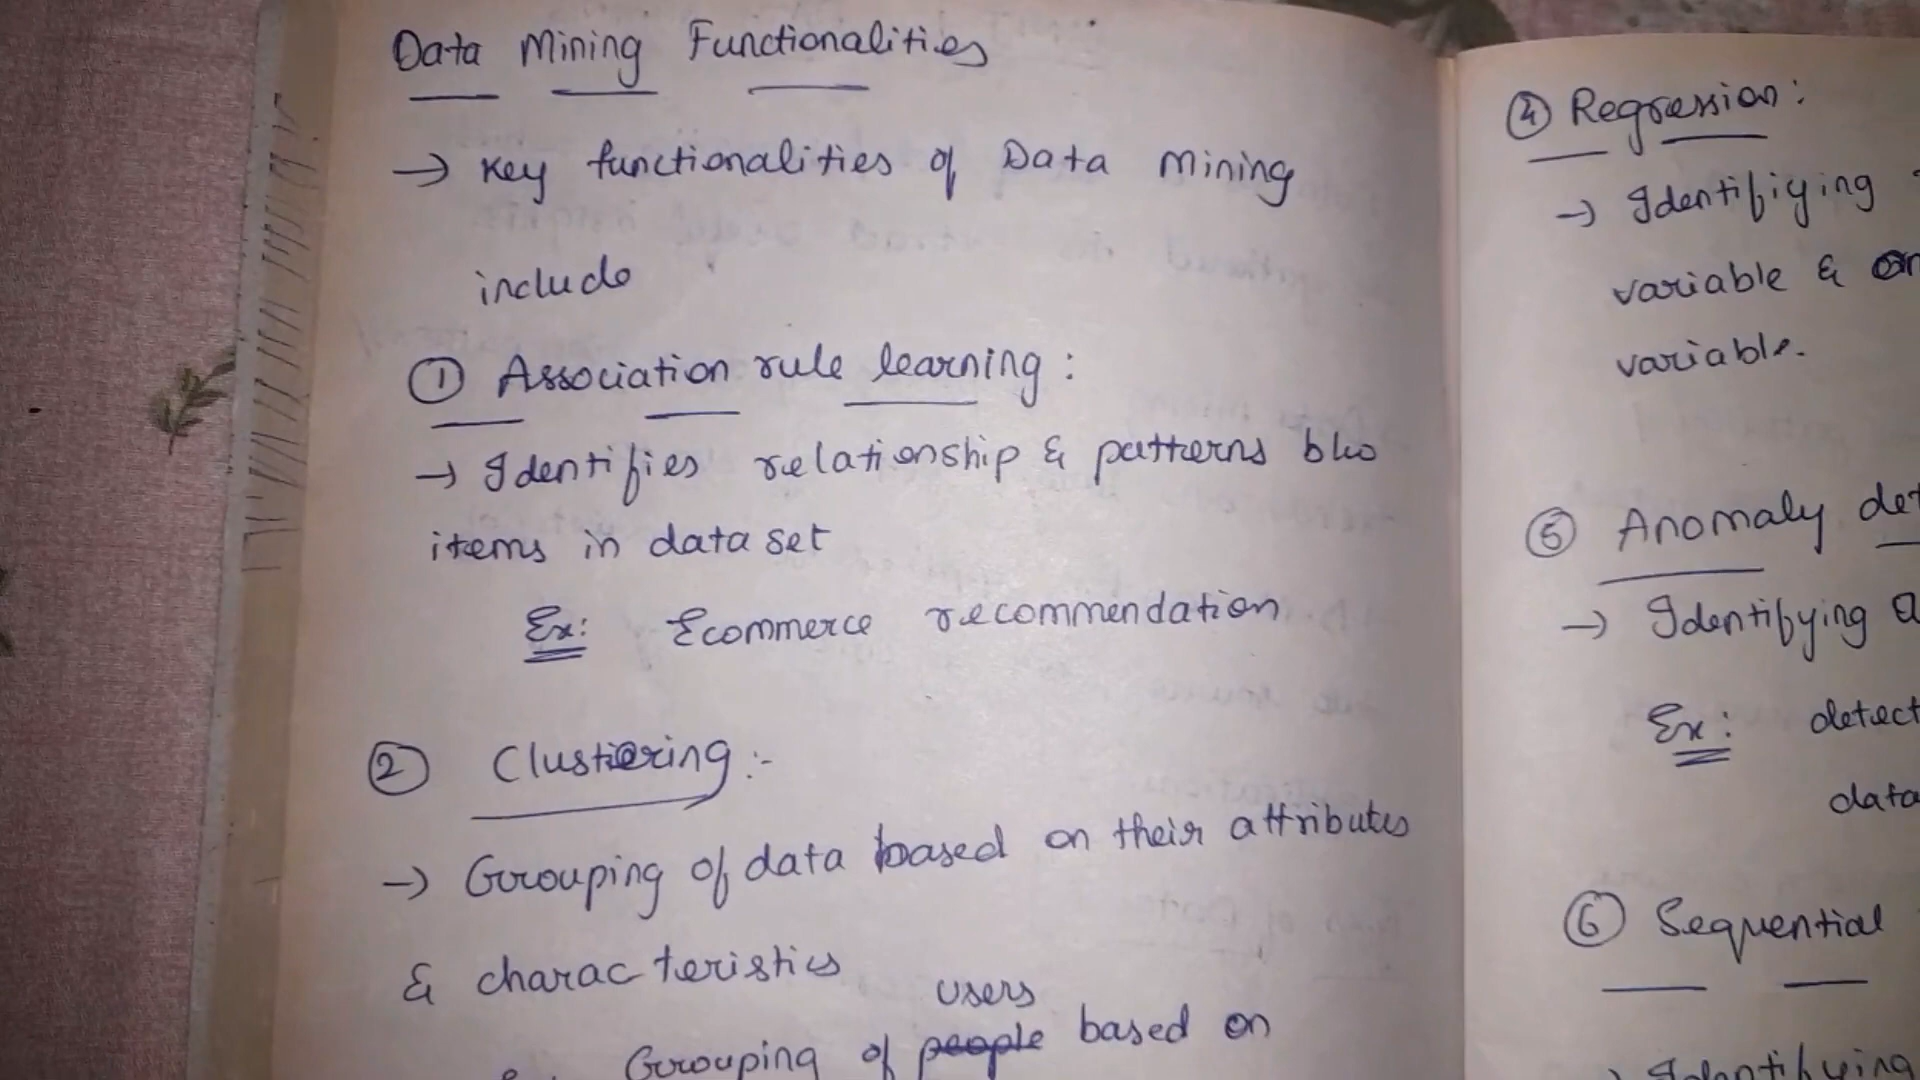 Data Mining Functionalities
→ Key functionalities of Data Mining
include
① Association rule learning :
→ Identifies relationship & patterns b/w
items in data set
Ex: Ecommerce recommendation
② Clustering :-
→ Grouping of data based on their attributes
& characteristics
users
Grouping of people based on
④ Regression :
→ Identifiying
variable &
variable.
⑤ Anomaly det
→ Identifying
Ex : detect
data
⑥ Sequential
Identifying